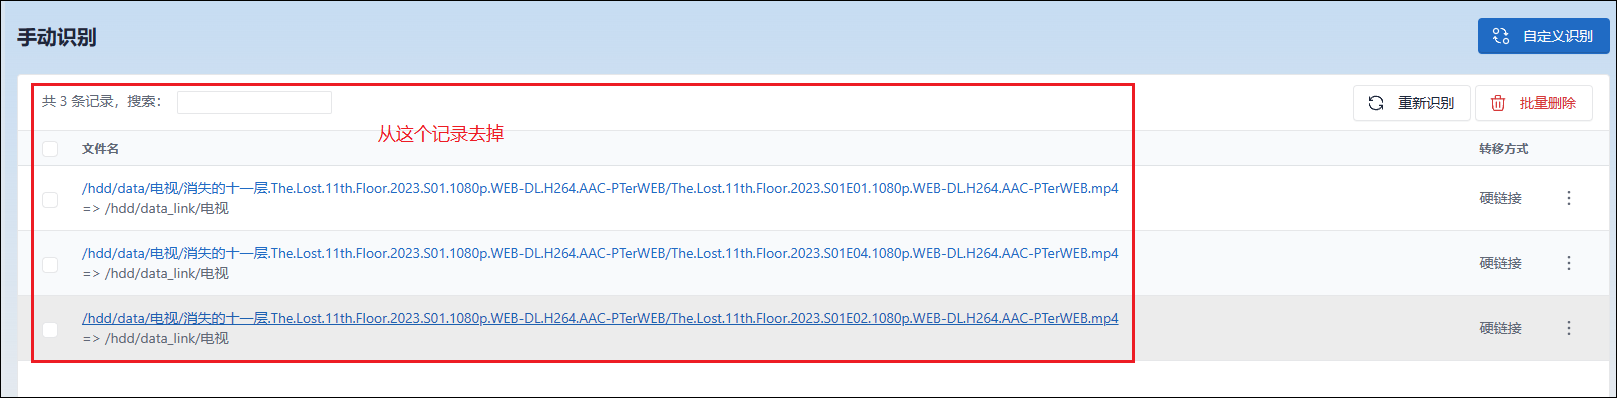 手动识别
自定义识别
共 3 条记录，搜索：
重新识别
批量删除
从这个记录去掉
文件名
转移方式
/hdd/data/电视/消失的十一层.The.Lost.11th.Floor.2023.S01.1080p.WEB-DL.H264.AAC-PTerWEB/The.Lost.11th.Floor.2023.S01E01.1080p.WEB-DL.H264.AAC-PTerWEB.mp4
=> /hdd/data_link/电视
硬链接
/hdd/data/电视/消失的十一层.The.Lost.11th.Floor.2023.S01.1080p.WEB-DL.H264.AAC-PTerWEB/The.Lost.11th.Floor.2023.S01E04.1080p.WEB-DL.H264.AAC-PTerWEB.mp4
=> /hdd/data_link/电视
硬链接
/hdd/data/电视/消失的十一层.The.Lost.11th.Floor.2023.S01.1080p.WEB-DL.H264.AAC-PTerWEB/The.Lost.11th.Floor.2023.S01E02.1080p.WEB-DL.H264.AAC-PTerWEB.mp4
=> /hdd/data_link/电视
硬链接